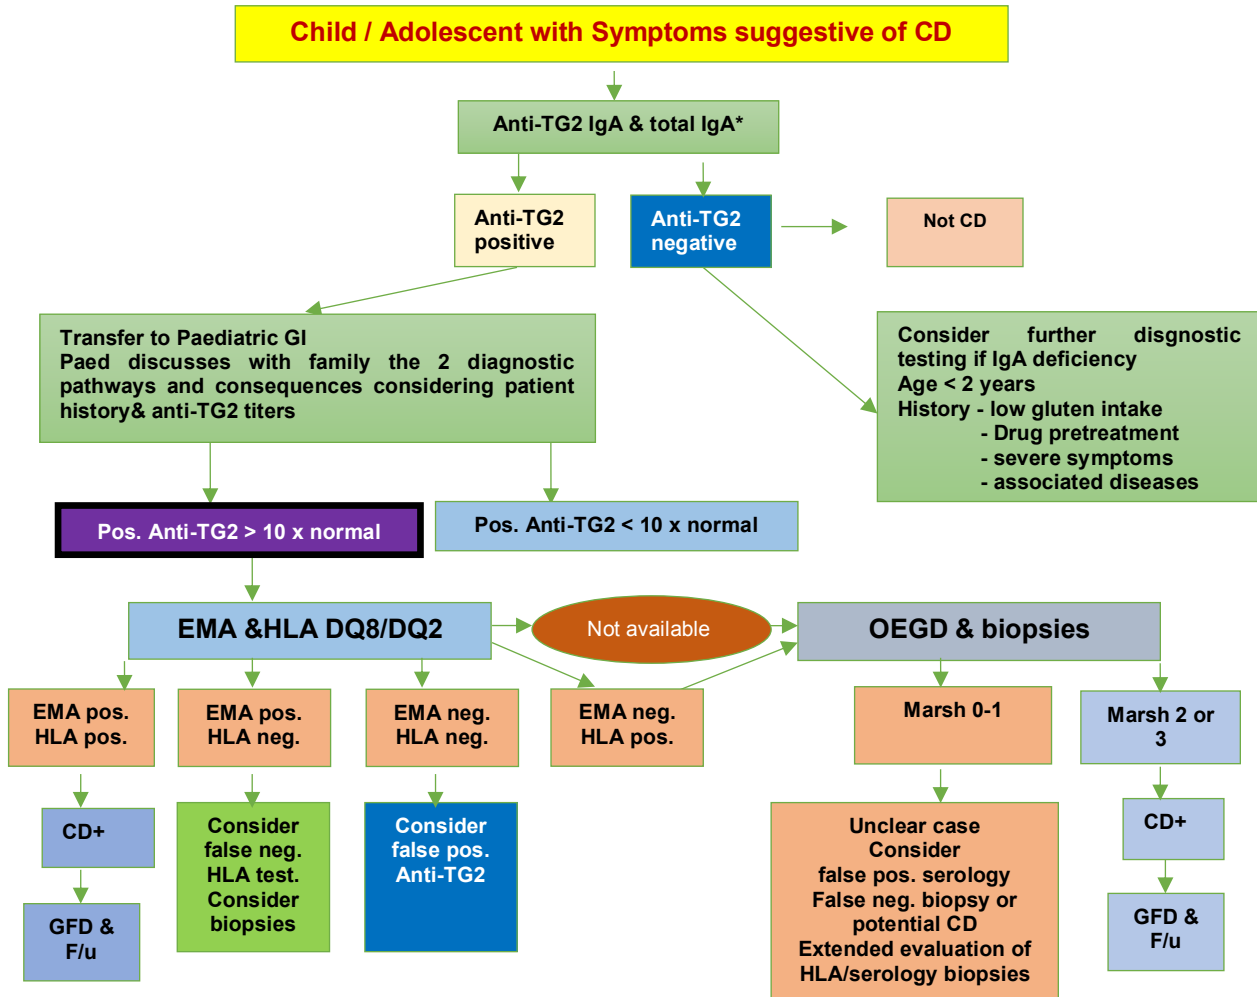 Child / Adolescent with Symptoms suggestive of CD
Anti-TG2 IgA & total IgA*
Anti-TG2
positive
Anti-TG2
negative
Not CD
Transfer to Paediatric GI
Paed discusses with family the 2 diagnostic
pathways and consequences considering patient
history& anti-TG2 titers
Consider further disgnostic
testing if IgA deficiency
Age < 2 years
History - low gluten intake
- Drug pretreatment
- severe symptoms
- associated diseases
Pos. Anti-TG2 > 10 x normal
Pos. Anti-TG2 < 10 x normal
EMA &HLA DQ8/DQ2
Not available
OEGD & biopsies
EMA pos.
HLA pos.
EMA pos.
HLA neg.
EMA neg.
HLA neg.
EMA neg.
HLA pos.
Marsh 0-1
Marsh 2 or
3
CD+
Consider
false neg.
HLA test.
Consider
biopsies
Consider
false pos.
Anti-TG2
Unclear case
Consider
false pos. serology
False neg. biopsy or
potential CD
Extended evaluation of
HLA/serology biopsies
CD+
GFD &
F/u
GFD &
F/u